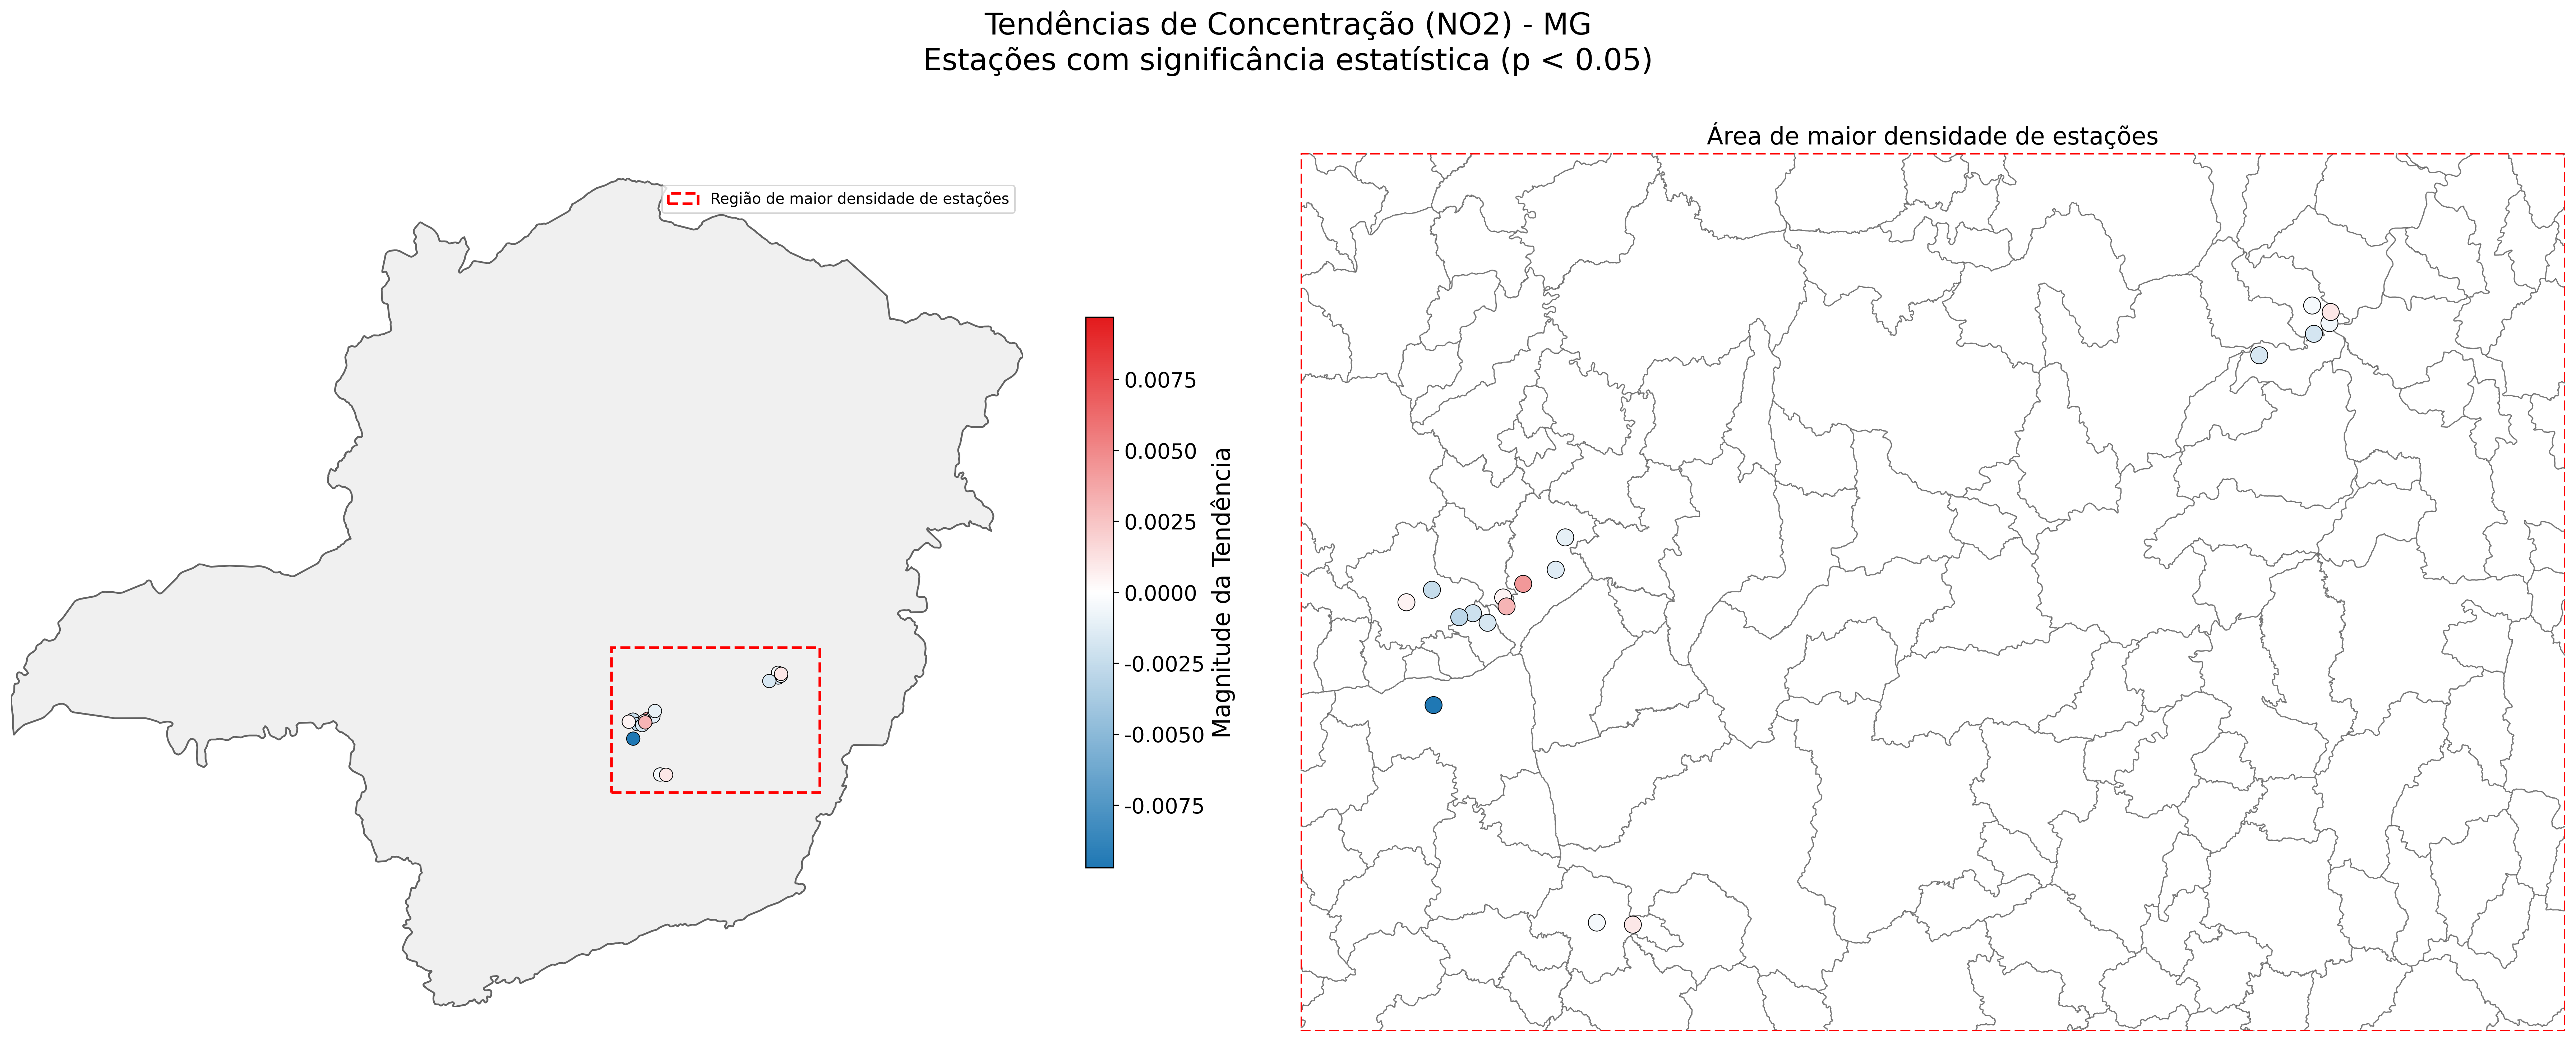 Tendências de Concentração (NO2) - MG
Estações com significância estatística (p < 0.05)
Região de maior densidade de estações
0.0075
0.0050
0.0025
0.0000
-0.0025
-0.0050
-0.0075
Magnitude da Tendência
Área de maior densidade de estações